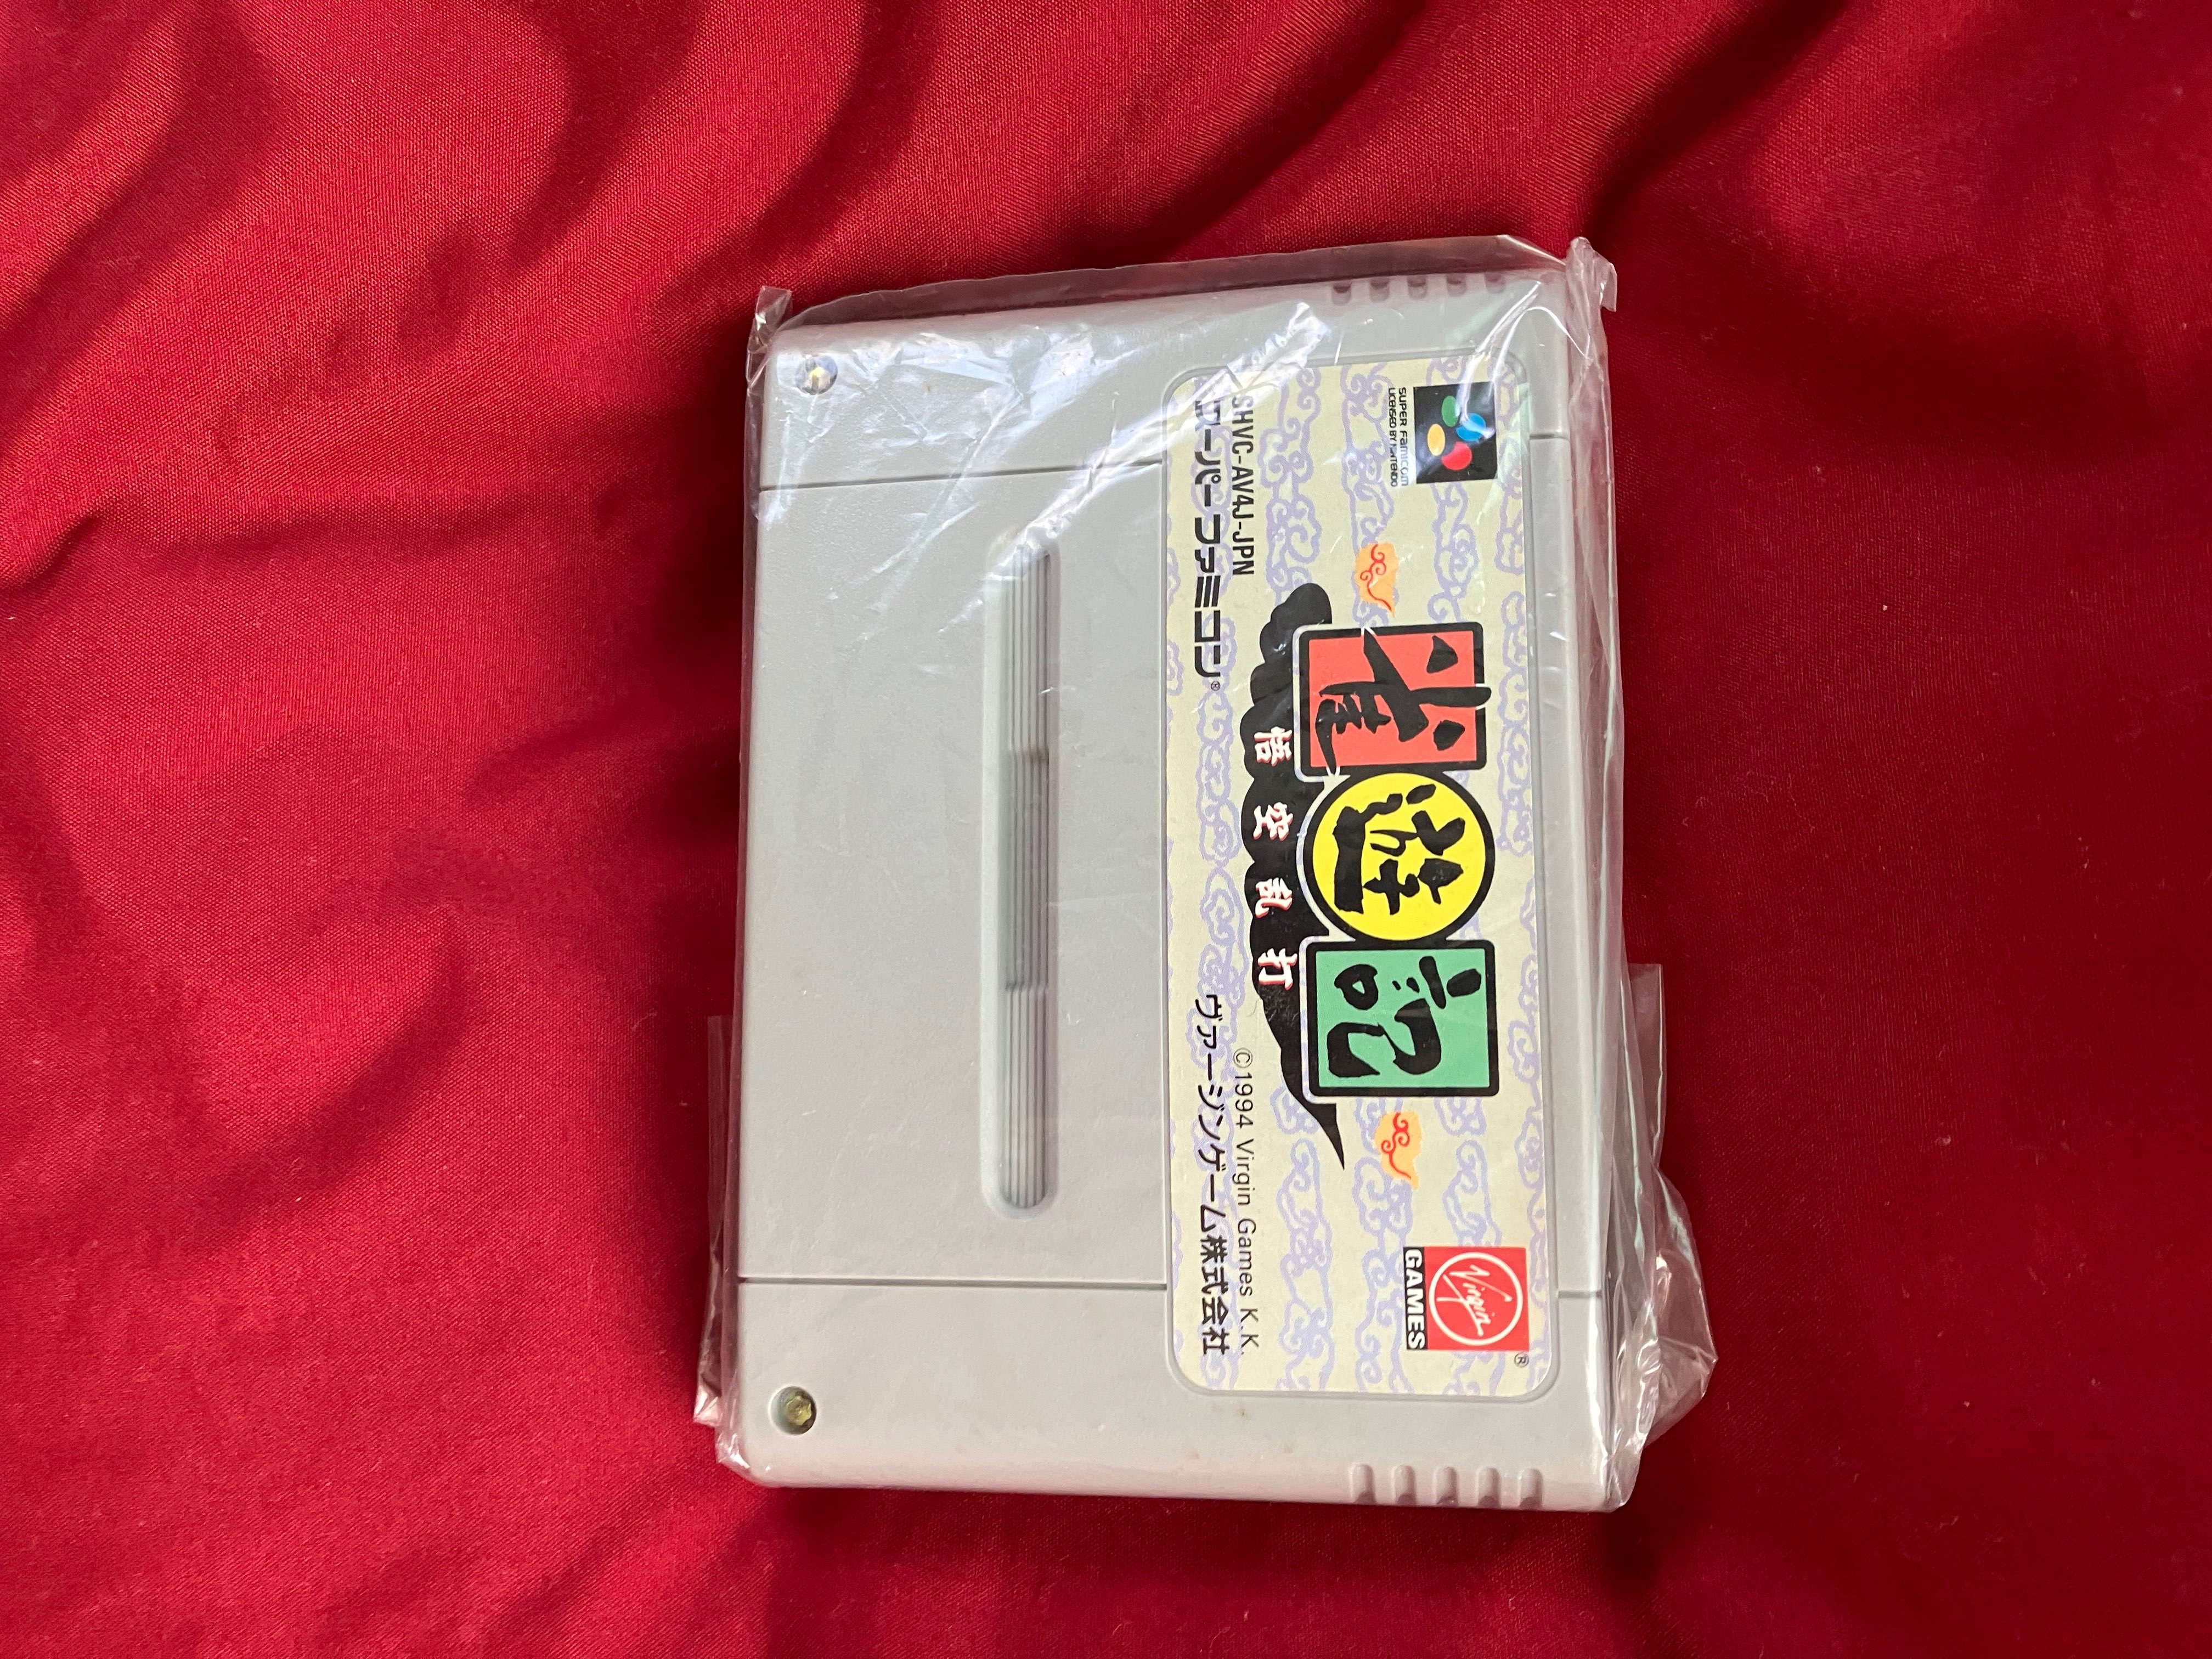 SUPER FAMICOM
LICENSED BY NINTENDO
Virgin
GAMES
®
雀遊記
悟空乱打
SHVC-AV4J-JPN
©1994 Virgin Games K.K.
スーパーファミコン®
ヴァージンゲーム株式会社